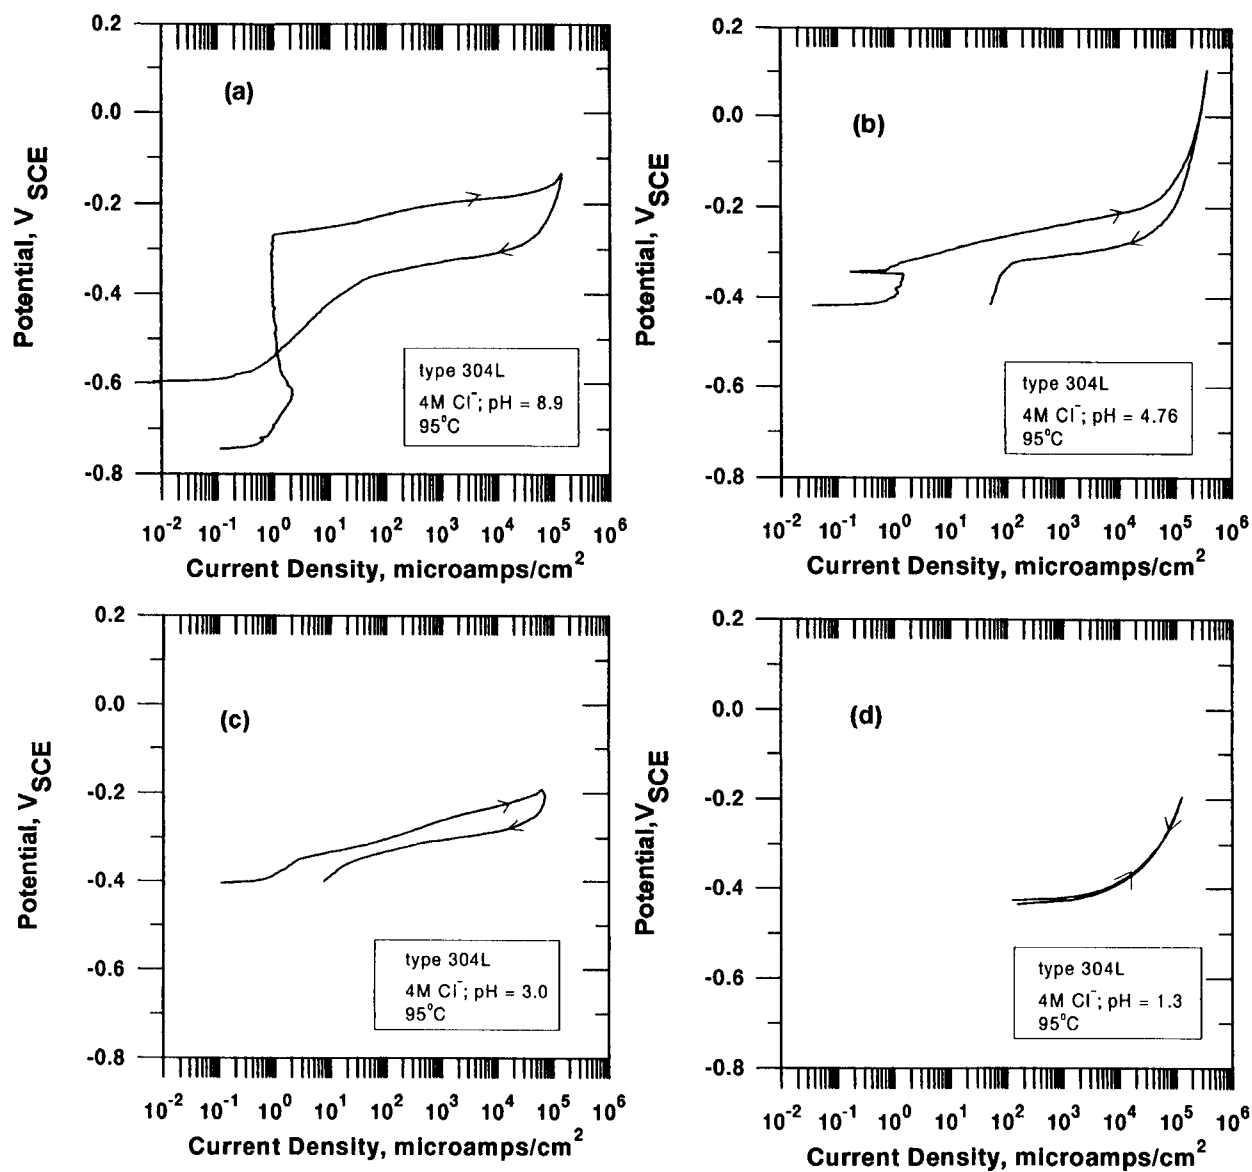 0.2
0.0
-0.2
-0.4
-0.6
-0.8
Potential, V_SCE
(a)
type 304L
4M Cl⁻; pH = 8.9
95°C
10⁻² 10⁻¹ 10⁰ 10¹ 10² 10³ 10⁴ 10⁵ 10⁶
Current Density, microamps/cm²
0.2
0.0
-0.2
-0.4
-0.6
-0.8
Potential, V_SCE
(b)
type 304L
4M Cl⁻; pH = 4.76
95°C
10⁻² 10⁻¹ 10⁰ 10¹ 10² 10³ 10⁴ 10⁵ 10⁶
Current Density, microamps/cm²
0.2
0.0
-0.2
-0.4
-0.6
-0.8
Potential, V_SCE
(c)
type 304L
4M Cl⁻; pH = 3.0
95°C
10⁻² 10⁻¹ 10⁰ 10¹ 10² 10³ 10⁴ 10⁵ 10⁶
Current Density, microamps/cm²
0.2
0.0
-0.2
-0.4
-0.6
-0.8
Potential,V_SCE
(d)
type 304L
4M Cl⁻; pH = 1.3
95°C
10⁻² 10⁻¹ 10⁰ 10¹ 10² 10³ 10⁴ 10⁵ 10⁶
Current Density, microamps/cm²